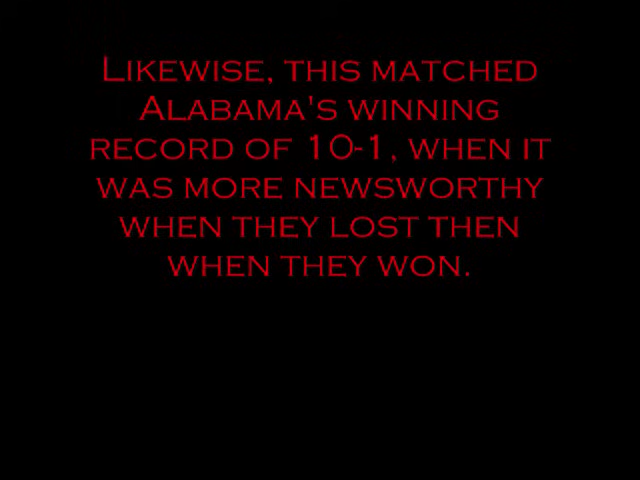 Likewise, this matched
Alabama's winning
record of 10-1, when it
was more newsworthy
when they lost then
when they won.